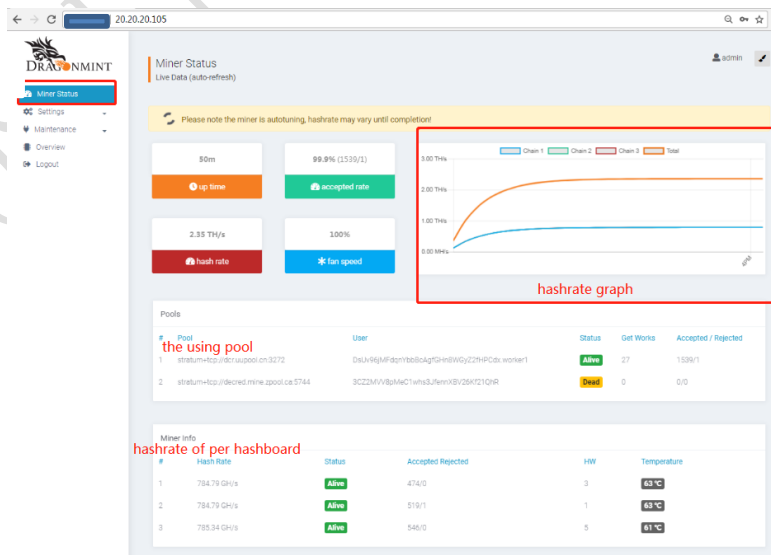 20.20.20.105
DRAGONMINT
Miner Status
Live Data (auto-refresh)
admin
Miner Status
Settings
Maintenance
Overview
Logout
Please note the miner is autotuning, hashrate may vary until completion!
50m
up time
99.9% (1539/1)
accepted rate
2.35 TH/s
hash rate
100%
fan speed
Chain 1 Chain 2 Chain 3 Total
3.00 TH/s
2.00 TH/s
1.00 TH/s
0.00 MH/s
hashrate graph
Pools
# Pool User Status Get Works Accepted / Rejected
the using pool
1 stratum+tcp://dcr.uupool.cn:3272 Alive 27 1539/1
2 stratum+tcp://decred.mine.zpool.ca:5744 Dead 0 0/0
Miner Info
hashrate of per hashboard
# Hash Rate Status Accepted Rejected HW Temperature
1 784.79 GH/s Alive 474/0 3 63 ℃
2 784.79 GH/s Alive 519/1 1 63 ℃
3 785.34 GH/s Alive 546/0 5 61 ℃